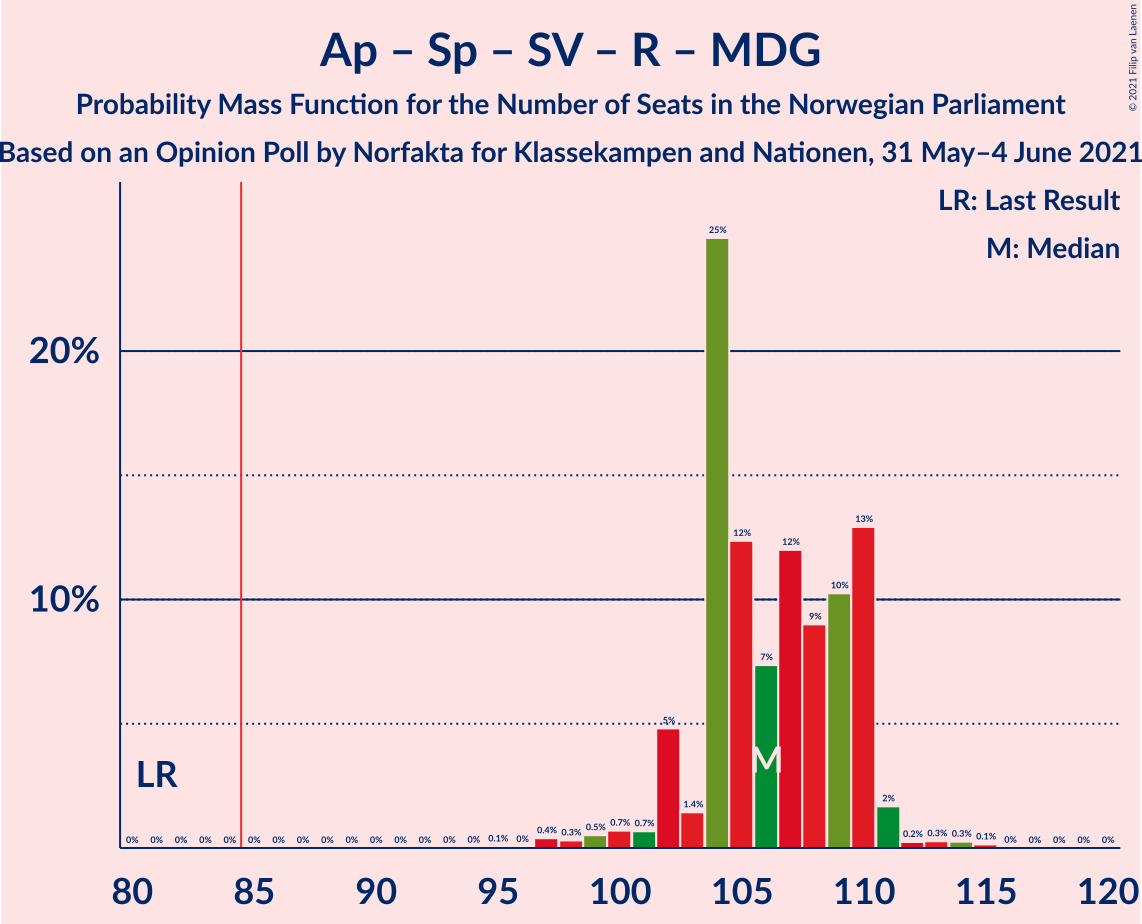 Ap – Sp – SV – R – MDG
Probability Mass Function for the Number of Seats in the Norwegian Parliament
Based on an Opinion Poll by Norfakta for Klassekampen and Nationen, 31 May–4 June 2021
© 2021 Filip van Laenen
LR: Last Result
M: Median
25%
20%
13%
12%
12%
10%
10%
9%
7%
5%
M
LR
2%
1.4%
0% 0% 0% 0% 0% 0% 0% 0% 0% 0% 0% 0% 0% 0% 0% 0.1% 0% 0.4% 0.3% 0.5% 0.7% 0.7% 0.2% 0.3% 0.3% 0.1% 0% 0% 0% 0% 0%
80 85 90 95 100 105 110 115 120